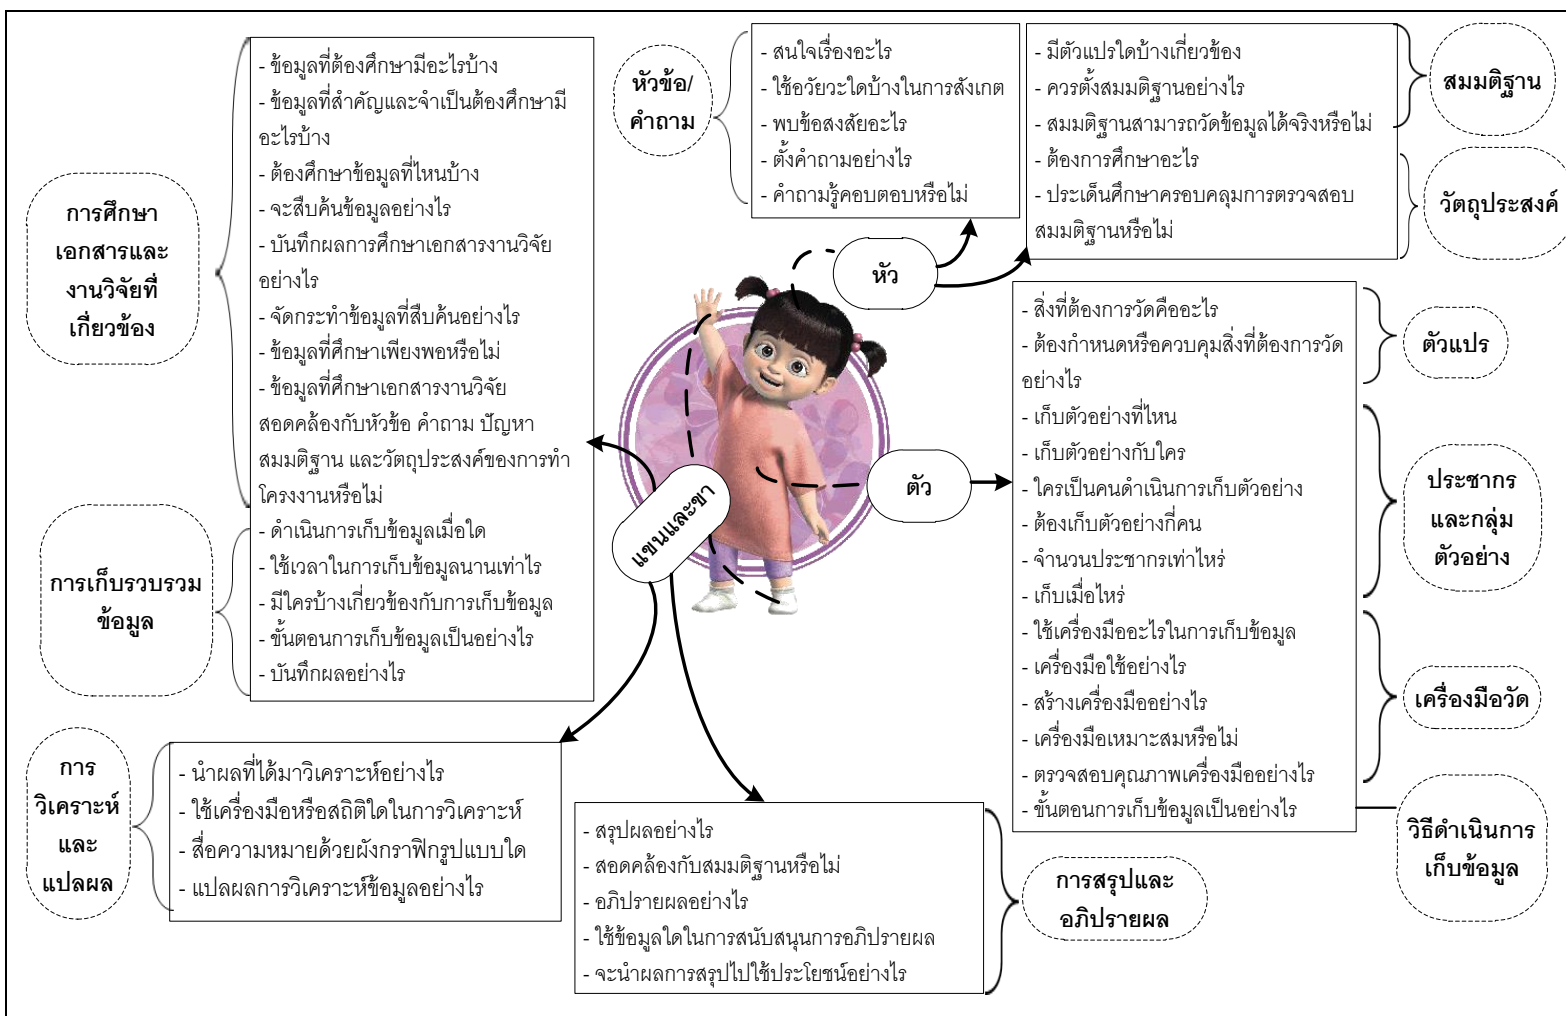 หัวข้อ/
คำถาม
- สนใจเรื่องอะไร
- ใช้อวัยวะใดบ้างในการสังเกต
- พบข้อสงสัยอะไร
- ตั้งคำถามอย่างไร
- คำถามรู้คอบตอบหรือไม่
- มีตัวแปรใดบ้างเกี่ยวข้อง
- ควรตั้งสมมติฐานอย่างไร
- สมมติฐานสามารถวัดข้อมูลได้จริงหรือไม่
- ต้องการศึกษาอะไร
- ประเด็นศึกษาครอบคลุมการตรวจสอบ
สมมติฐานหรือไม่
สมมติฐาน
วัตถุประสงค์
หัว
การศึกษา
เอกสารและ
งานวิจัยที่
เกี่ยวข้อง
- ข้อมูลที่ต้องศึกษามีอะไรบ้าง
- ข้อมูลที่สำคัญและจำเป็นต้องศึกษามี
อะไรบ้าง
- ต้องศึกษาข้อมูลที่ไหนบ้าง
- จะสืบค้นข้อมูลอย่างไร
- บันทึกผลการศึกษาเอกสารงานวิจัย
อย่างไร
- จัดกระทำข้อมูลที่สืบค้นอย่างไร
- ข้อมูลที่ศึกษาเพียงพอหรือไม่
- ข้อมูลที่ศึกษาเอกสารงานวิจัย
สอดคล้องกับหัวข้อ คำถาม ปัญหา
สมมติฐาน และวัตถุประสงค์ของการทำ
โครงงานหรือไม่
การเก็บรวบรวม
ข้อมูล
- ดำเนินการเก็บข้อมูลเมื่อใด
- ใช้เวลาในการเก็บข้อมูลนานเท่าไร
- มีใครบ้างเกี่ยวข้องกับการเก็บข้อมูล
- ขั้นตอนการเก็บข้อมูลเป็นอย่างไร
- บันทึกผลอย่างไร
แขนและขา
ตัว
- สิ่งที่ต้องการวัดคืออะไร
- ต้องกำหนดหรือควบคุมสิ่งที่ต้องการวัด
อย่างไร
- เก็บตัวอย่างที่ไหน
- เก็บตัวอย่างกับใคร
- ใครเป็นคนดำเนินการเก็บตัวอย่าง
- ต้องเก็บตัวอย่างกี่คน
- จำนวนประชากรเท่าไหร่
- เก็บเมื่อไหร่
- ใช้เครื่องมืออะไรในการเก็บข้อมูล
- เครื่องมือใช้อย่างไร
- สร้างเครื่องมืออย่างไร
- เครื่องมือเหมาะสมหรือไม่
- ตรวจสอบคุณภาพเครื่องมืออย่างไร
- ขั้นตอนการเก็บข้อมูลเป็นอย่างไร
ตัวแปร
ประชากร
และกลุ่ม
ตัวอย่าง
เครื่องมือวัด
วิธีดำเนินการ
เก็บข้อมูล
การ
วิเคราะห์
และ
แปลผล
- นำผลที่ได้มาวิเคราะห์อย่างไร
- ใช้เครื่องมือหรือสถิติใดในการวิเคราะห์
- สื่อความหมายด้วยผังกราฟิกรูปแบบใด
- แปลผลการวิเคราะห์ข้อมูลอย่างไร
- สรุปผลอย่างไร
- สอดคล้องกับสมมติฐานหรือไม่
- อภิปรายผลอย่างไร
- ใช้ข้อมูลใดในการสนับสนุนการอภิปรายผล
- จะนำผลการสรุปไปใช้ประโยชน์อย่างไร
การสรุปและ
อภิปรายผล